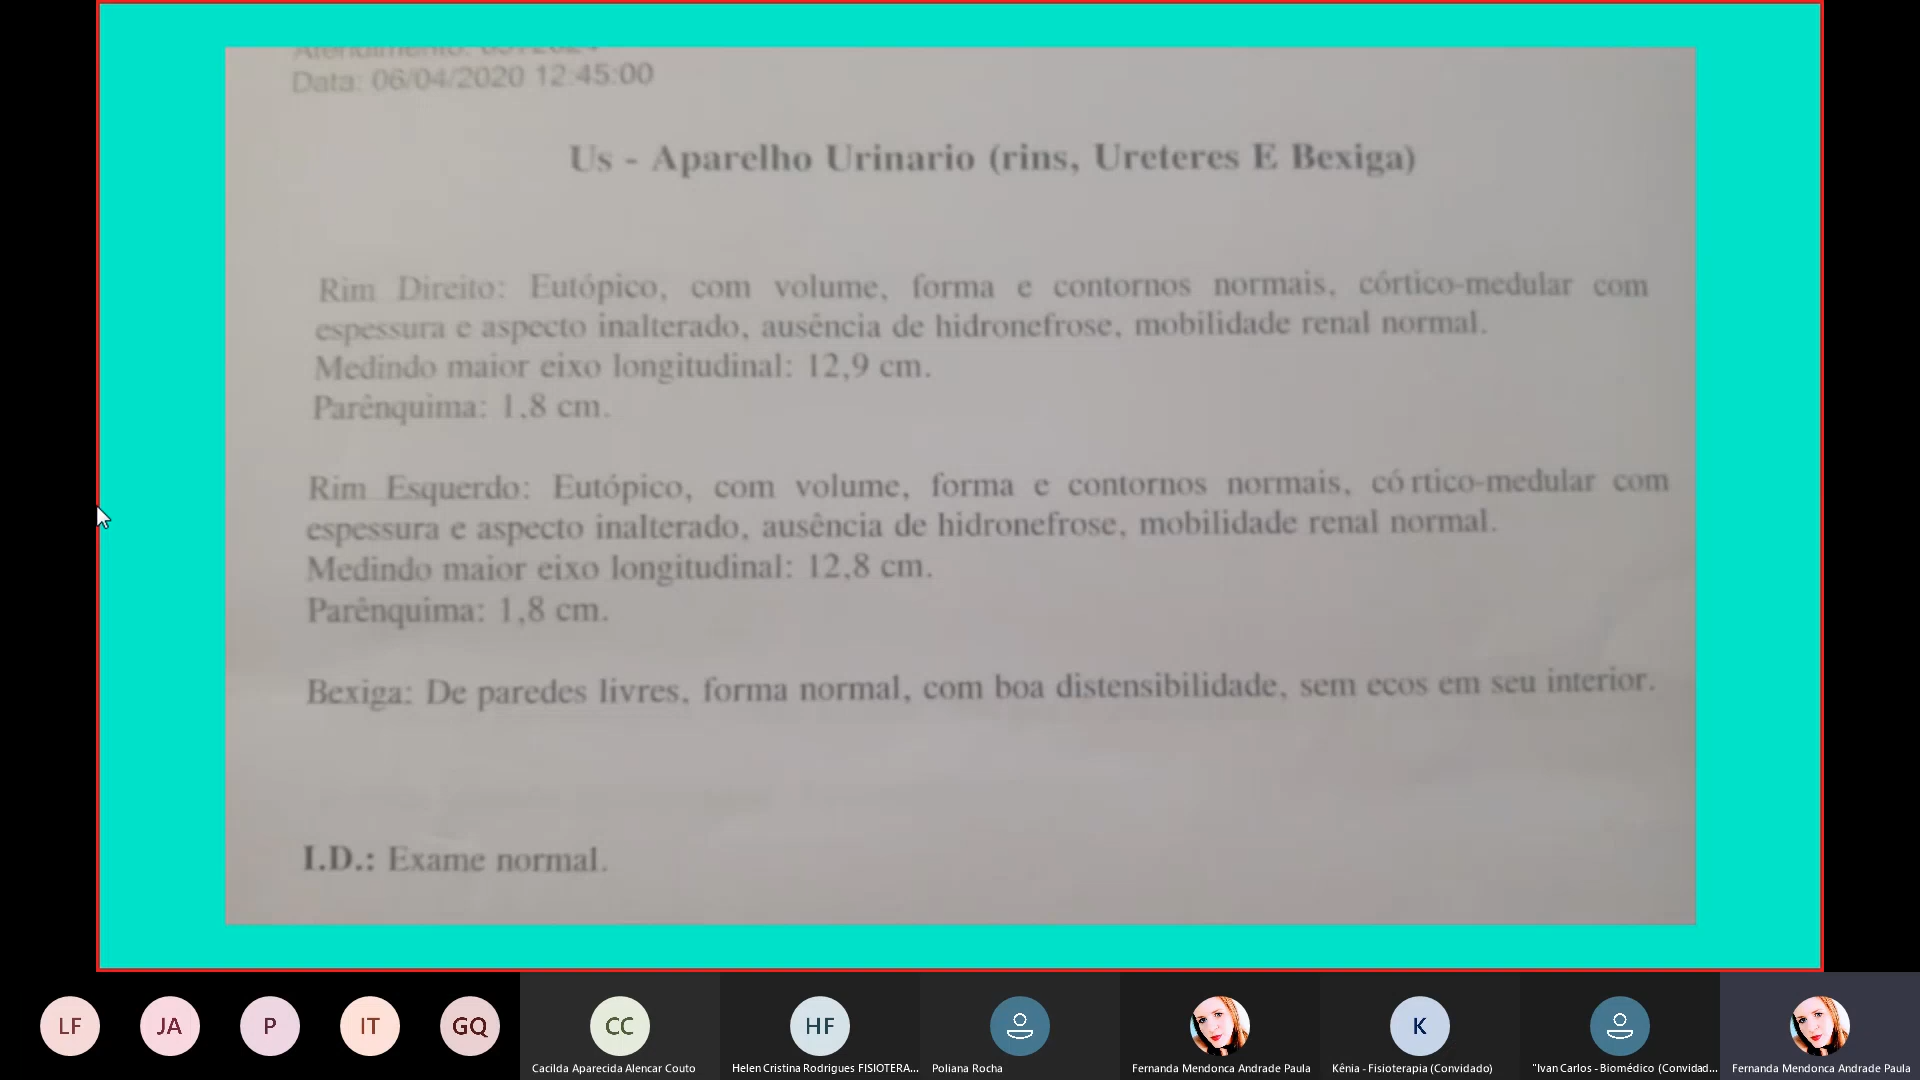 Data: 06/04/2020 12:45:00
Us - Aparelho Urinario (rins, Ureteres E Bexiga)
Rim Direito: Eutópico, com volume, forma e contornos normais, córtico-medular com
espessura e aspecto inalterado, ausência de hidronefrose, mobilidade renal normal.
Medindo maior eixo longitudinal: 12,9 cm.
Parênquima: 1,8 cm.
Rim Esquerdo: Eutópico, com volume, forma e contornos normais, có rtico-medular com
espessura e aspecto inalterado, ausência de hidronefrose, mobilidade renal normal.
Medindo maior eixo longitudinal: 12,8 cm.
Parênquima: 1,8 cm.
Bexiga: De paredes livres, forma normal, com boa distensibilidade, sem ecos em seu interior.
I.D.: Exame normal.
LF
JA
P
IT
GQ
CC
HF
K
Cacilda Aparecida Alencar Couto
Helen Cristina Rodrigues FISIOTERA...
Poliana Rocha
Fernanda Mendonca Andrade Paula
Kênia - Fisioterapia (Convidado)
"Ivan Carlos - Biomédico (Convidad...
Fernanda Mendonca Andrade Paula